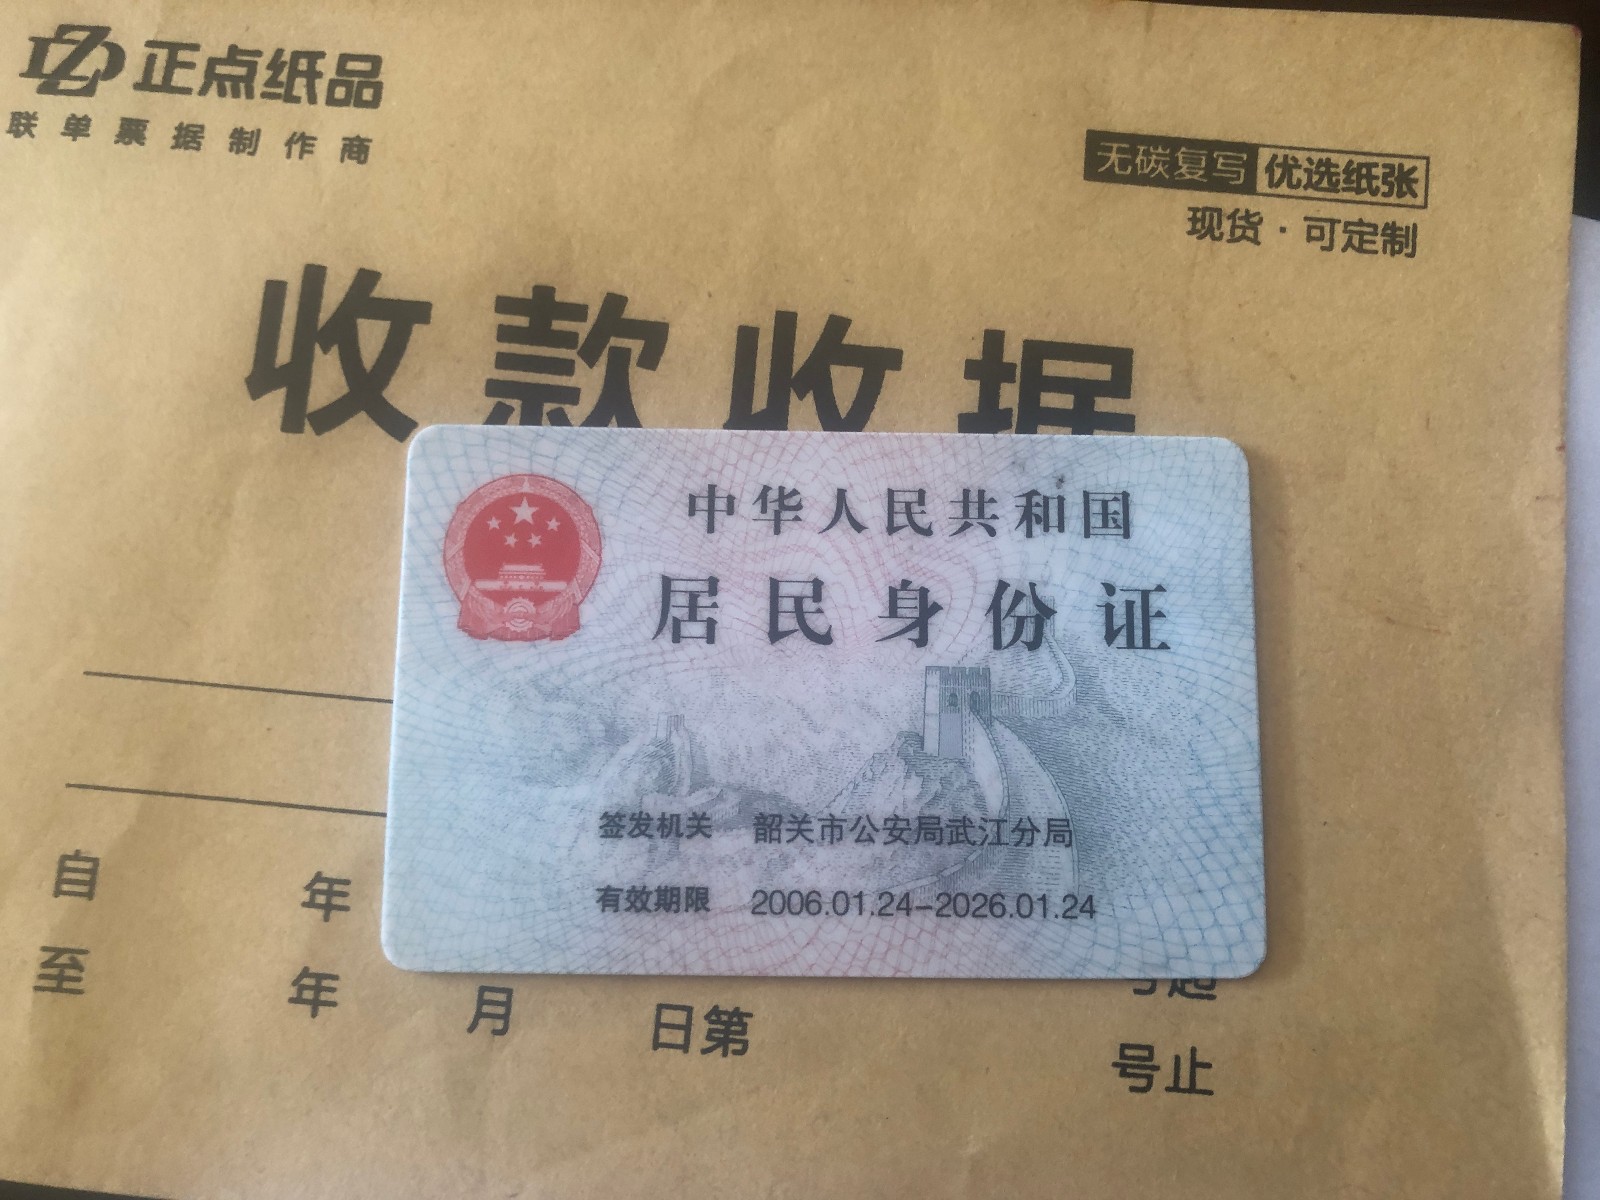 正点纸品
联单票据制作商
无碳复写 优选纸张
现货·可定制
收款收据
中华人民共和国
居民身份证
签发机关 韶关市公安局武江分局
有效期限 2006.01.24-2026.01.24
自 年
号起
至 年 月 日第 号止